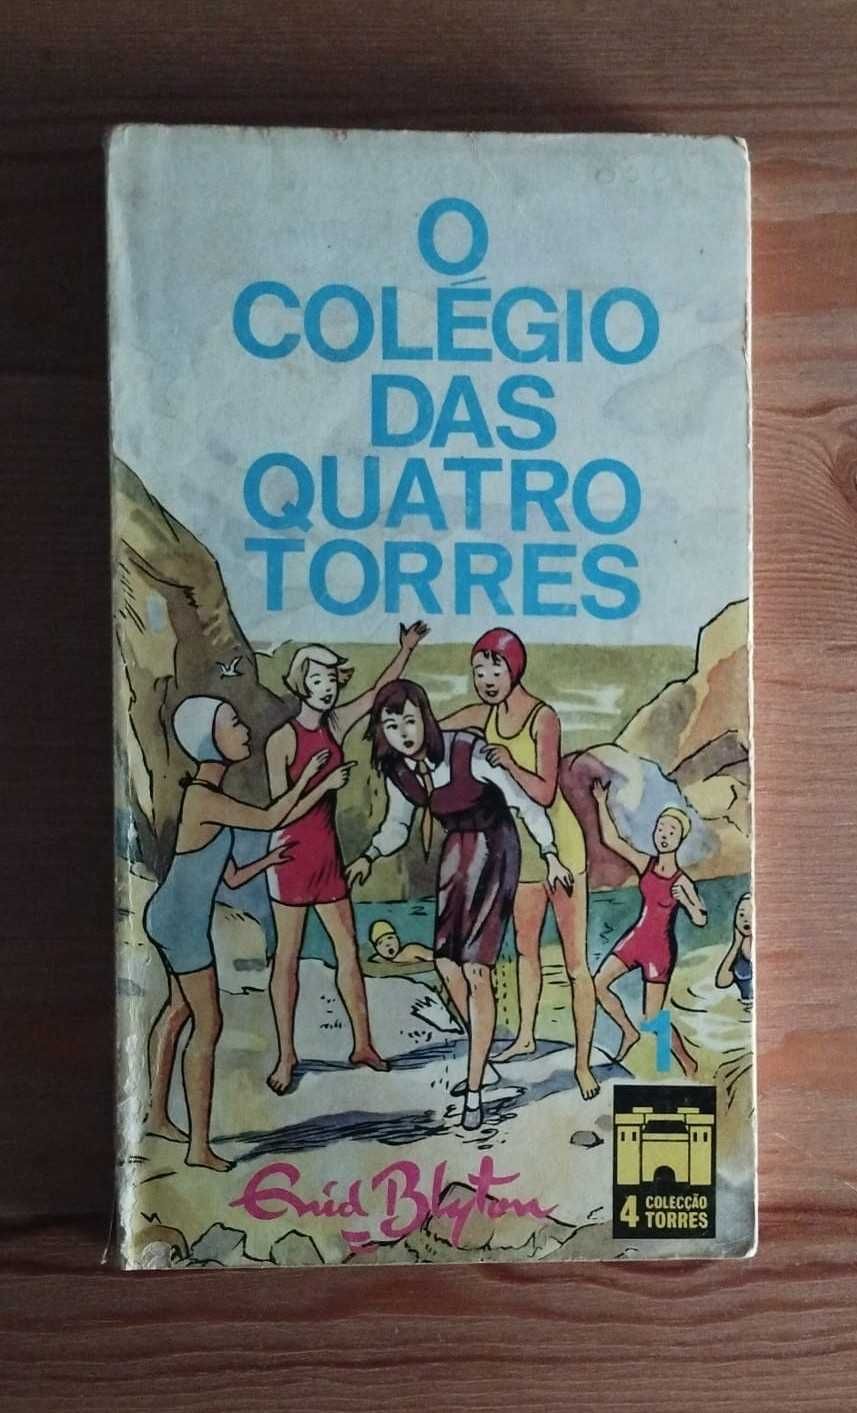 O
COLÉGIO
DAS
QUATRO
TORRES
1
4 COLECÇÃO
TORRES
Enid Blyton